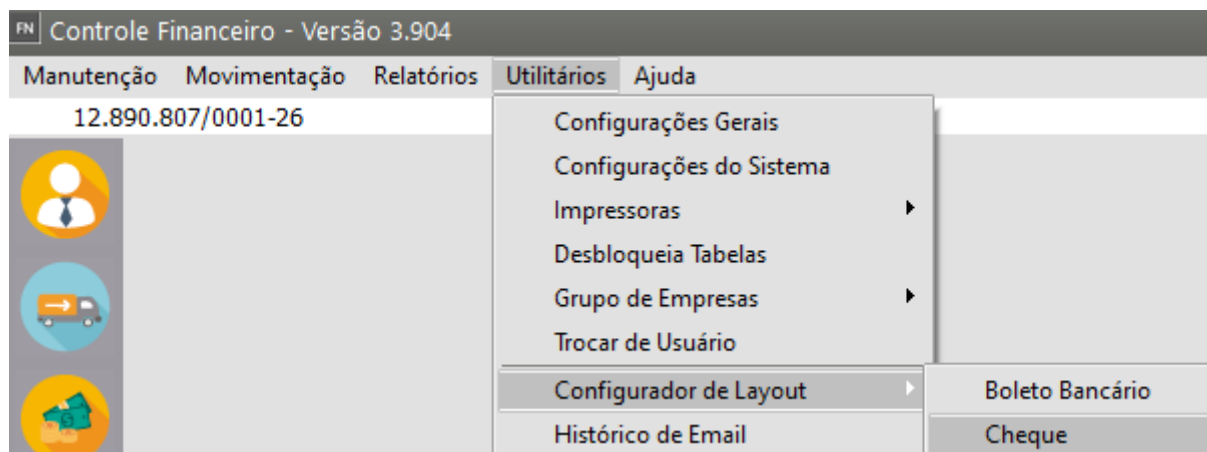 FN Controle Financeiro - Versão 3.904
Manutenção Movimentação Relatórios Utilitários Ajuda
12.890.807/0001-26
Configurações Gerais
Configurações do Sistema
Impressoras
Desbloqueia Tabelas
Grupo de Empresas
Trocar de Usuário
Configurador de Layout Boleto Bancário
Histórico de Email Cheque